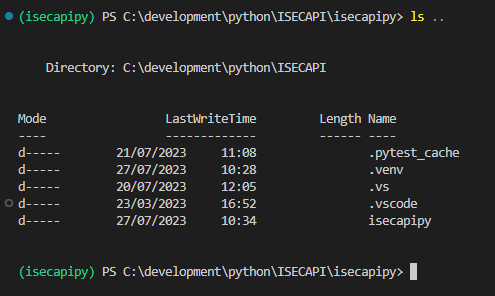 (isecapipy) PS C:\development\python\ISECAPI\isecapipy> ls ..
Directory: C:\development\python\ISECAPI
Mode LastWriteTime Length Name
---- ------------- ------ ----
d----- 21/07/2023 11:08 .pytest_cache
d----- 27/07/2023 10:28 .venv
d----- 20/07/2023 12:05 .vs
d----- 23/03/2023 16:52 .vscode
d----- 27/07/2023 10:34 isecapipy
(isecapipy) PS C:\development\python\ISECAPI\isecapipy>